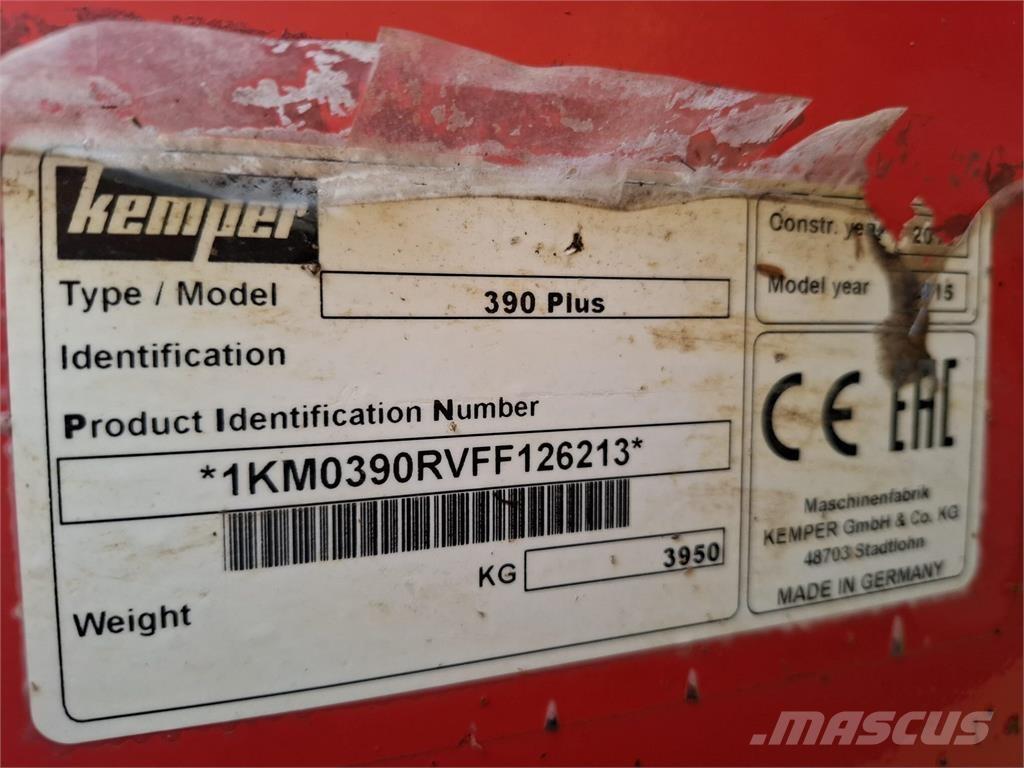 kemper
Type / Model 390 Plus
Identification
Product Identification Number
*1KM0390RVFF126213*
KG 3950
Weight
Constr. year
Model year
CE EAC
Maschinenfabrik
KEMPER GmbH & Co. KG
48703 Stadtlohn
MADE IN GERMANY
MASCUS